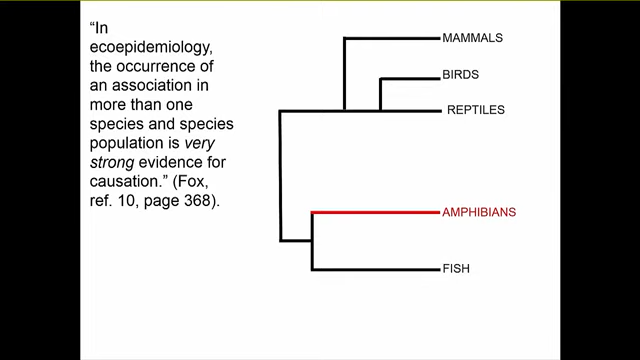 “In
ecoepidemiology,
the occurrence of
an association in
more than one
species and species
population is very
strong evidence for
causation.” (Fox,
ref. 10, page 368).
MAMMALS
BIRDS
REPTILES
AMPHIBIANS
FISH